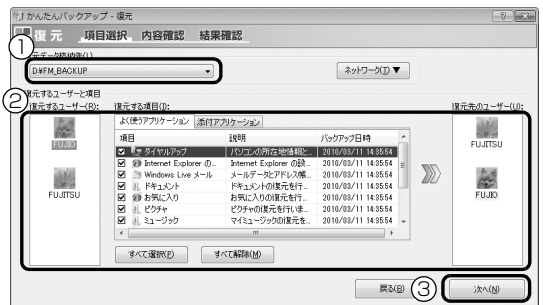 かんたんバックアップ - 復元
復元 項目選択 内容確認 結果確認
①
復元データ格納先(L)
D:¥FM_BACKUP
ネットワーク(I) ▼
復元するユーザーと項目
②
復元するユーザー(R): 復元する項目(D): 復元先のユーザー(U):
よく使うアプリケーション 添付アプリケーション
項目 説明 バックアップ日時
ダイヤルアップ パソコンの所在地情報と... 2010/03/11 14:35:54
Internet Explorer の... Internet Explorer の設... 2010/03/11 14:35:54
Windows Live メール メールデータとアドレス帳... 2010/03/11 14:35:54
ドキュメント ドキュメントの復元を行... 2010/03/11 14:35:54
お気に入り お気に入りの復元を行... 2010/03/11 14:35:54
ピクチャ ピクチャの復元を行いま... 2010/03/11 14:35:54
ミュージック マイミュージックの復元を... 2010/03/11 14:35:54
FUJIO
FUJITSU
FUJITSU
FUJIO
すべて選択(P) すべて解除(M)
戻る(B) ③ 次へ(N)